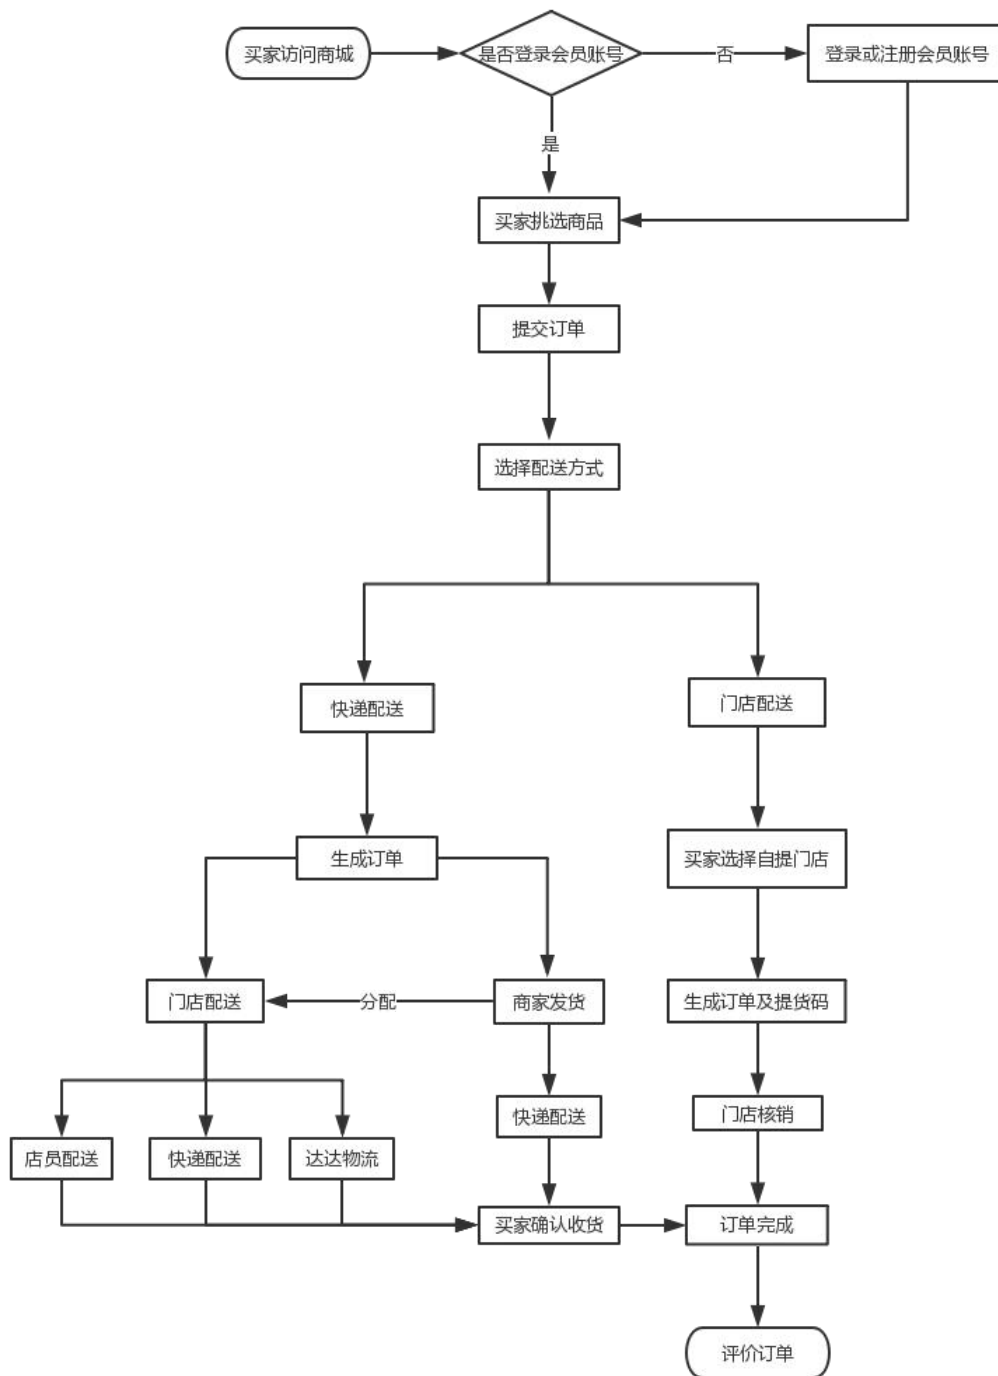 买家访问商城
是否登录会员账号
否
登录或注册会员账号
是
买家挑选商品
提交订单
选择配送方式
快递配送
门店配送
生成订单
买家选择自提门店
门店配送
分配
商家发货
生成订单及提货码
快递配送
门店核销
店员配送
快递配送
达达物流
买家确认收货
订单完成
评价订单